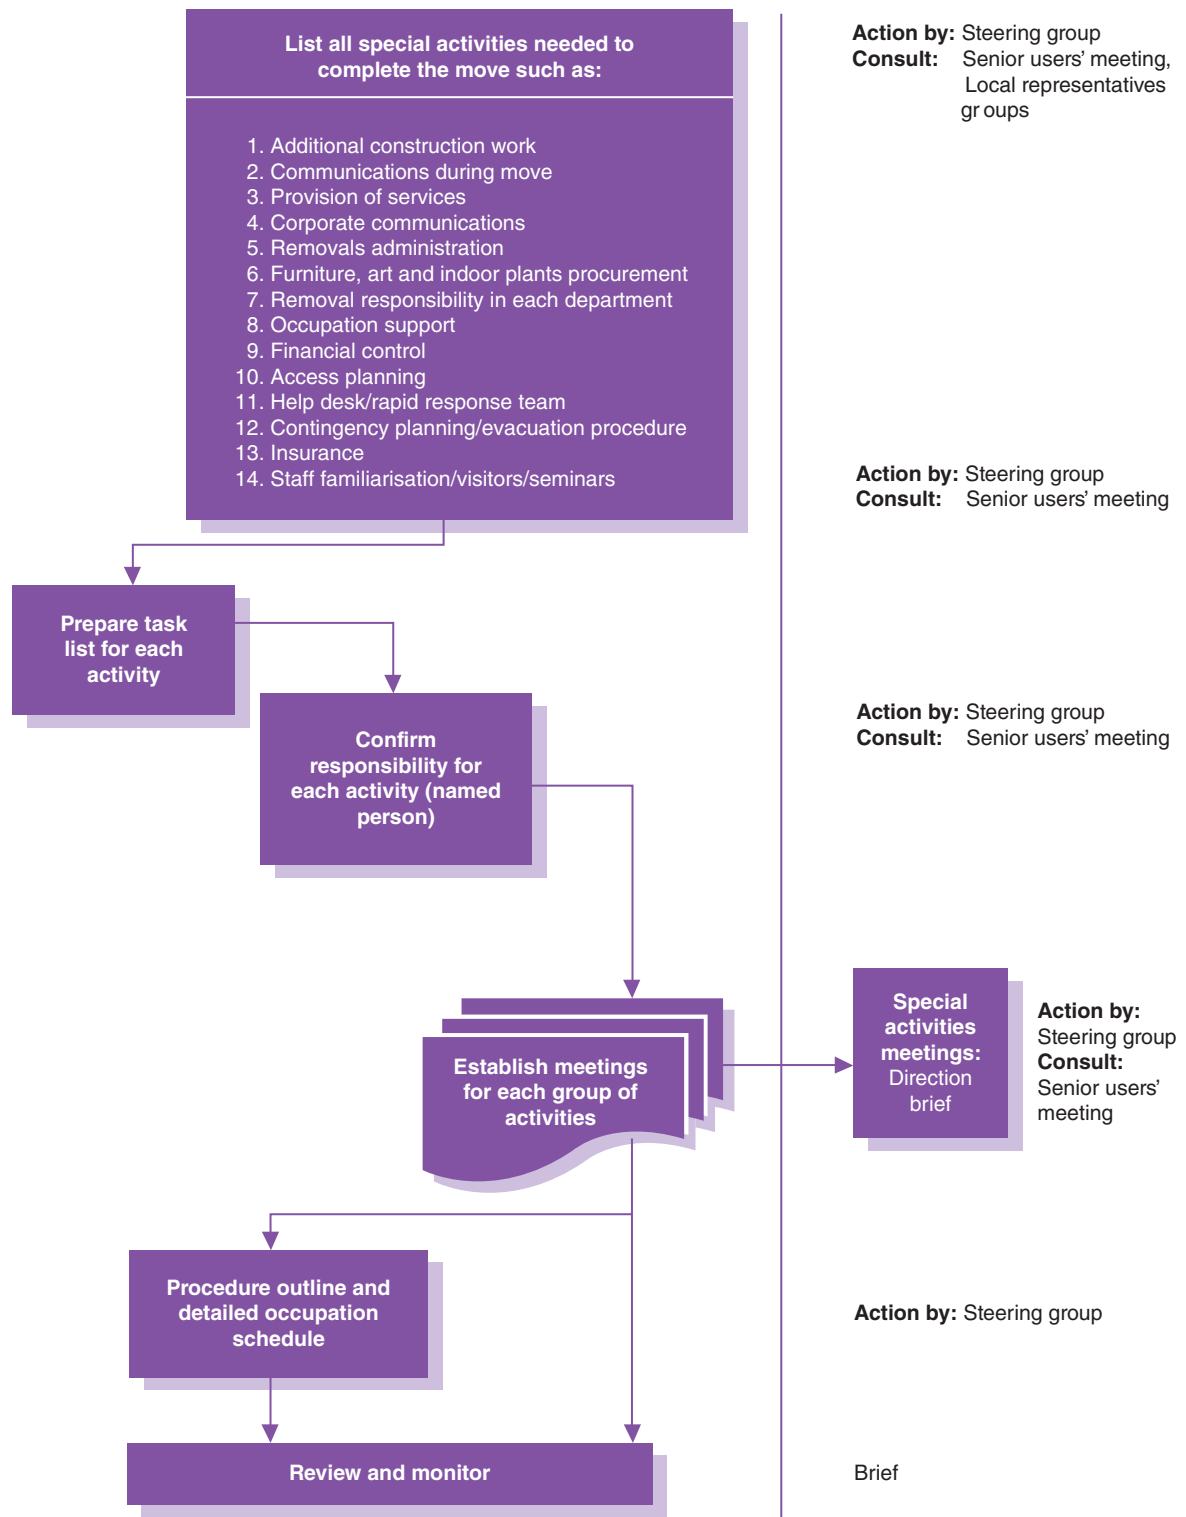 List all special activities needed to
complete the move such as:
1. Additional construction work
2. Communications during move
3. Provision of services
4. Corporate communications
5. Removals administration
6. Furniture, art and indoor plants procurement
7. Removal responsibility in each department
8. Occupation support
9. Financial control
10. Access planning
11. Help desk/rapid response team
12. Contingency planning/evacuation procedure
13. Insurance
14. Staff familiarisation/visitors/seminars
Action by: Steering group
Consult: Senior users' meeting,
Local representatives
gr oups
Action by: Steering group
Consult: Senior users' meeting
Prepare task
list for each
activity
Confirm
responsibility for
each activity (named
person)
Action by: Steering group
Consult: Senior users' meeting
Establish meetings
for each group of
activities
Special
activities
meetings:
Direction
brief
Action by:
Steering group
Consult:
Senior users'
meeting
Procedure outline and
detailed occupation
schedule
Action by: Steering group
Review and monitor
Brief